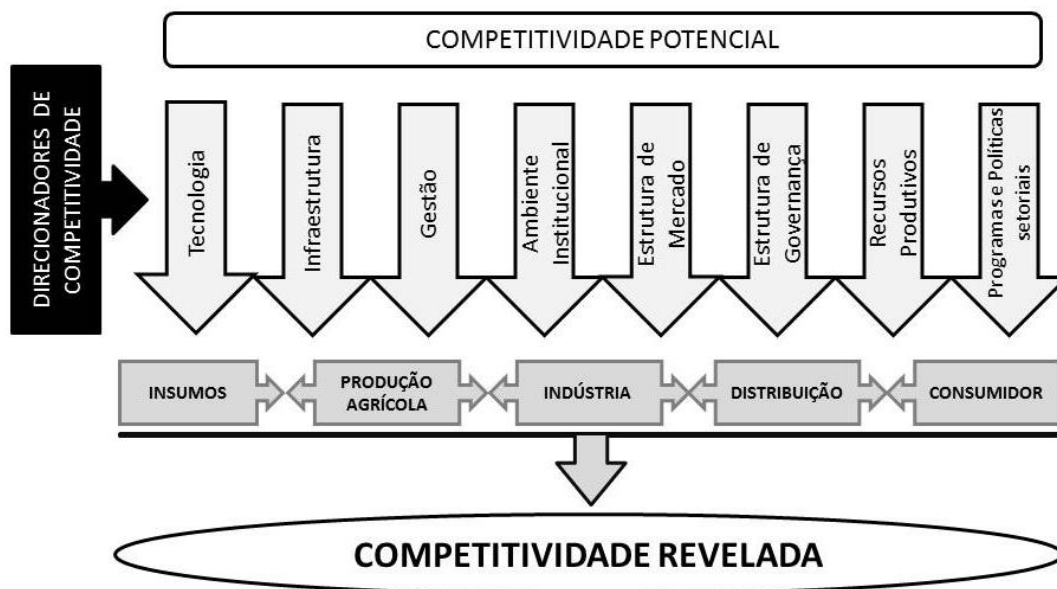 COMPETITIVIDADE POTENCIAL
DIRECIONADORES DE
COMPETITIVIDADE
Tecnologia
Infraestrutura
Gestão
Ambiente
Institucional
Estrutura de
Mercado
Estrutura de
Governança
Recursos
Produtivos
Programas e Políticas
setoriais
INSUMOS
PRODUÇÃO
AGRÍCOLA
INDÚSTRIA
DISTRIBUIÇÃO
CONSUMIDOR
COMPETITIVIDADE REVELADA